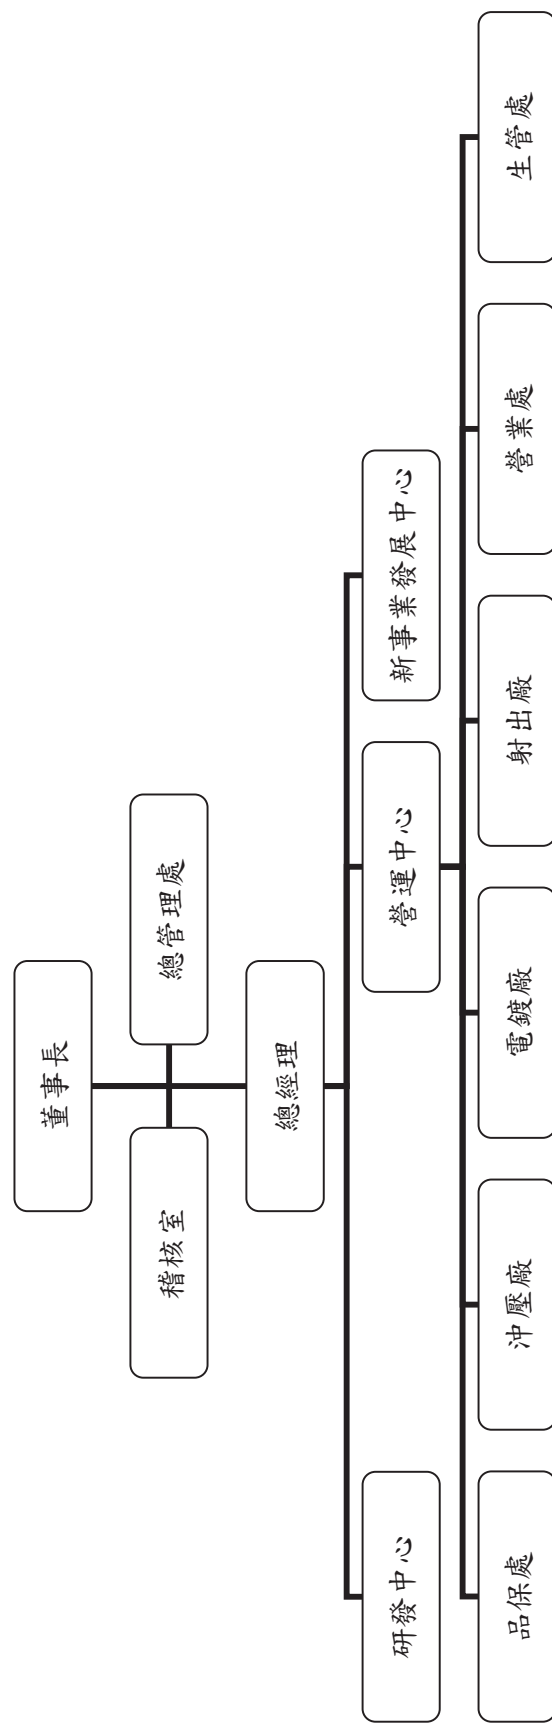 董事長
稽核室
總管理處
總經理
研發中心
營運中心
新事業發展中心
品保處
沖壓廠
電鍍廠
射出廠
營業處
生管處